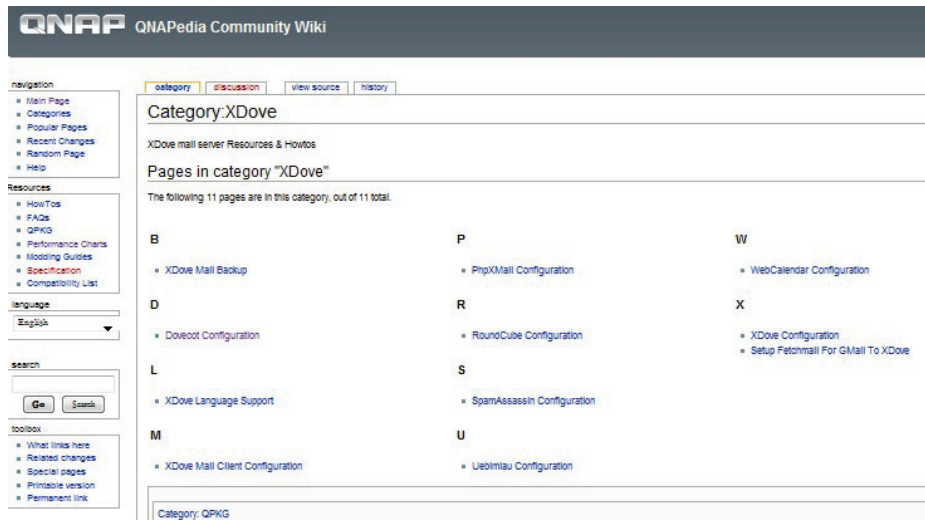 QNAP QNAPedia Community Wiki
navigation
Main Page
Categories
Popular Pages
Recent Changes
Random Page
Help
Resources
HowTos
FAQs
QPKG
Performance Charts
Modding Guides
Specification
Compatibility List
language
English
search
Go Search
toolbox
What links here
Related changes
Special pages
Printable version
Permanent link
category discussion view source history
Category:XDove
XDove mail server Resources & Howtos
Pages in category "XDove"
The following 11 pages are in this category, out of 11 total.
B
XDove Mail Backup
D
Dovecot Configuration
L
XDove Language Support
M
XDove Mail Client Configuration
P
PhpXMail Configuration
R
RoundCube Configuration
S
SpamAssassin Configuration
U
Uebimiau Configuration
W
WebCalendar Configuration
X
XDove Configuration
Setup Fetchmail For GMail To XDove
Category: QPKG